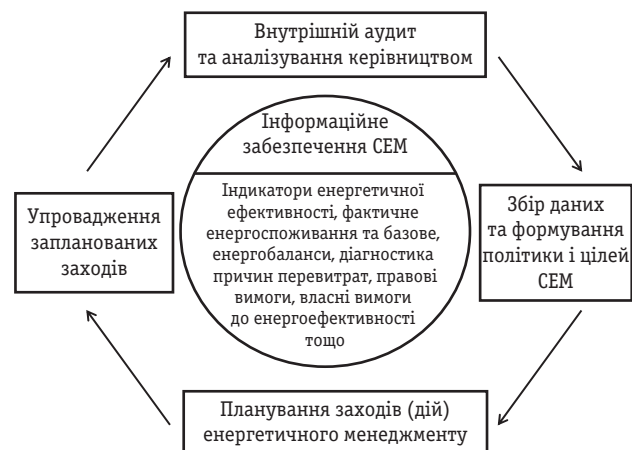 Внутрішній аудит
та аналізування керівництвом
Інформаційне
забезпечення СЕМ
Індикатори енергетичної
ефективності, фактичне
енергоспоживання та базове,
енергобаланси, діагностика
причин перевитрат, правові
вимоги, власні вимоги
до енергоефективності
тощо
Упровадження
запланованих
заходів
Збір даних
та формування
політики і цілей
СЕМ
Планування заходів (дій)
енергетичного менеджменту